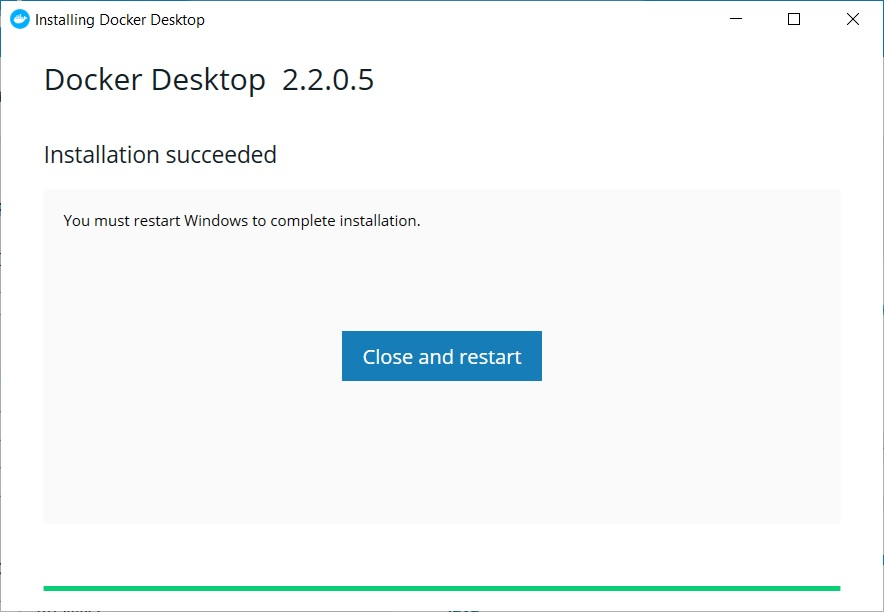 Installing Docker Desktop
Docker Desktop 2.2.0.5
Installation succeeded
You must restart Windows to complete installation.
Close and restart